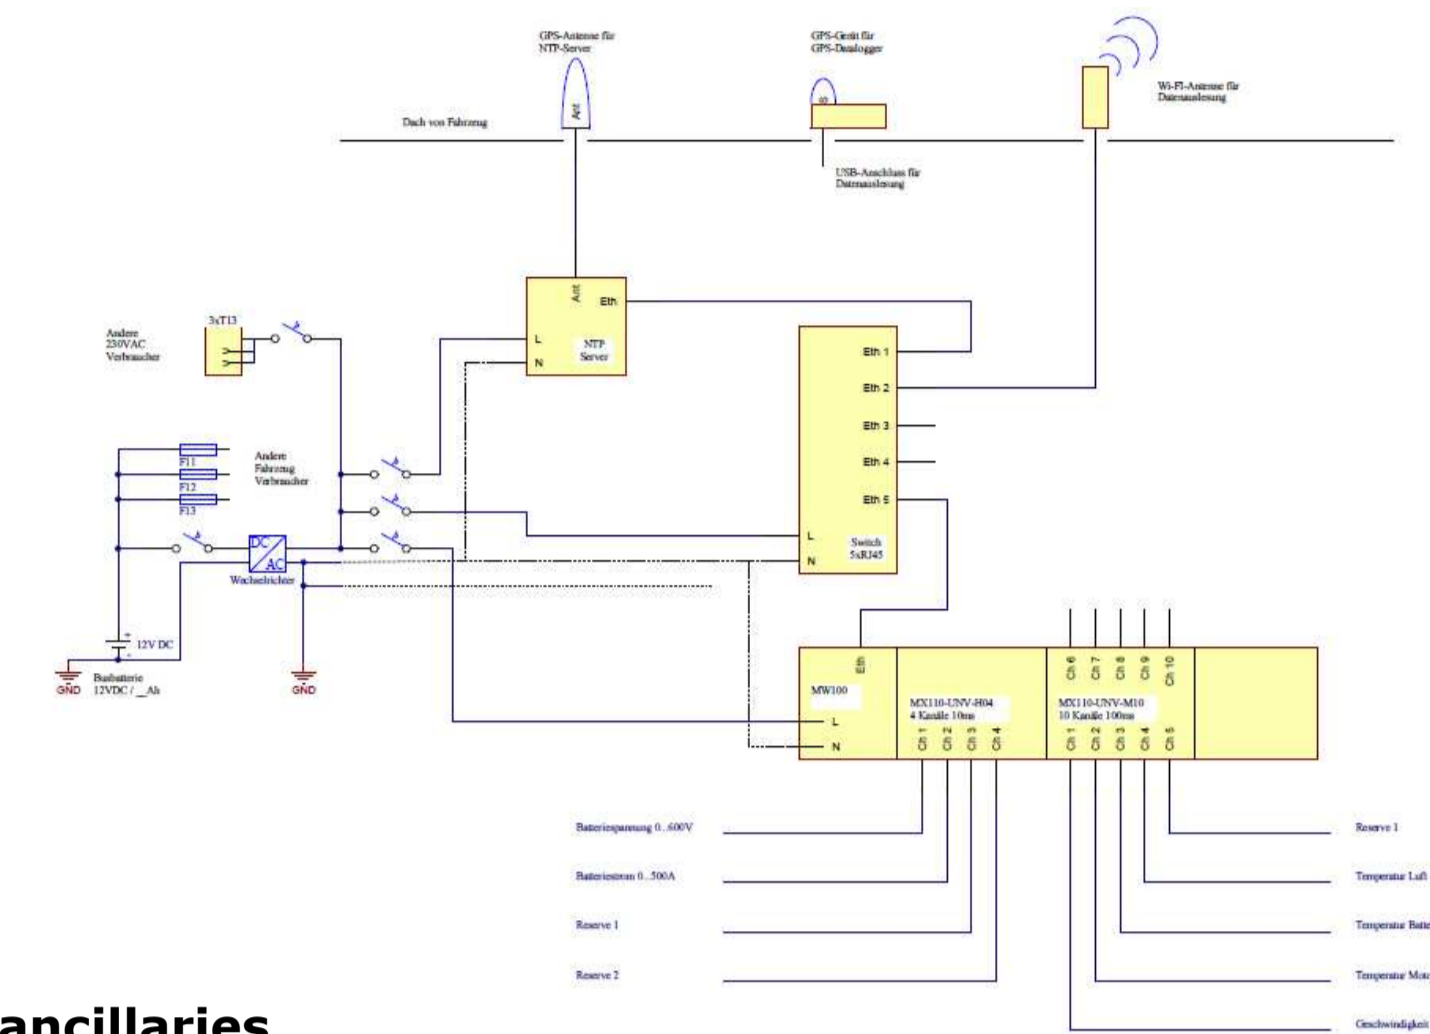 GPS-Antenne für
NTP-Server
GPS-Gerät für
GPS-Datalogger
Wi-FI-Antenne für
Datenauslesung
Ant
Dach von Fahrzeug
USB-Anschluss für
Datenauslesung
Ant
Eth
L
N
NTP
Server
3xT13
Andere
230VAC
Verbraucher
Eth 1
Eth 2
Eth 3
Eth 4
Eth 5
L
N
Switch
5xRJ45
F11
F12
F13
Andere
Fahrzeug
Verbraucher
DC
AC
Wechselrichter
+
12V DC
-
GND
Busbatterie
12VDC / __Ah
GND
Eth
MW100
L
N
MX110-UNV-H04
4 Kanäle 10ms
Ch 1
Ch 2
Ch 3
Ch 4
Ch 6
Ch 7
Ch 8
Ch 9
Ch 10
MX110-UNV-M10
10 Kanäle 100ms
Ch 1
Ch 2
Ch 3
Ch 4
Ch 5
Batteriespannung 0...600V
Batteriestrom 0...500A
Reserve 1
Reserve 2
Reserve 1
Temperatur Luft
Temperatur Batte
Temperatur Moto
Geschwindigkeit
ancillaries